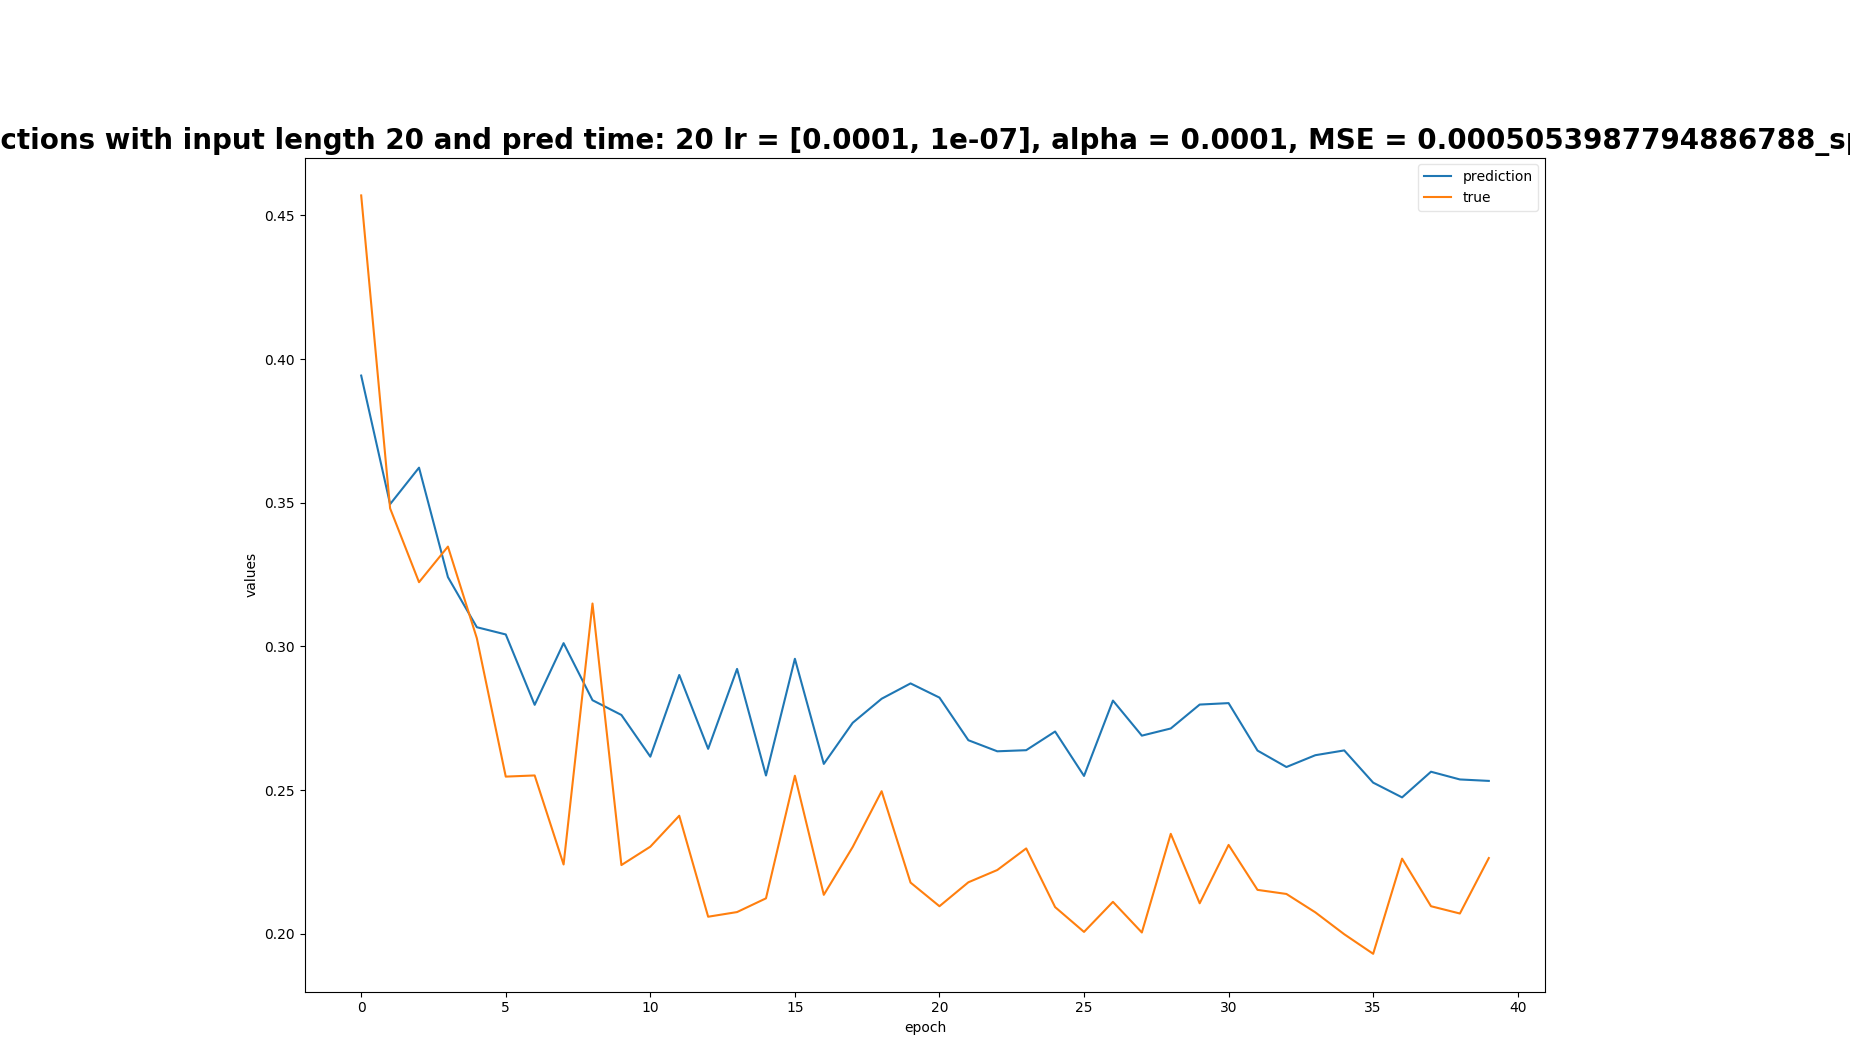 ctions with input length 20 and pred time: 20 lr = [0.0001, 1e-07], alpha = 0.0001, MSE = 0.0005053987794886788_sp
prediction
true
0.45
0.40
0.35
0.30
0.25
0.20
values
0 5 10 15 20 25 30 35 40
epoch